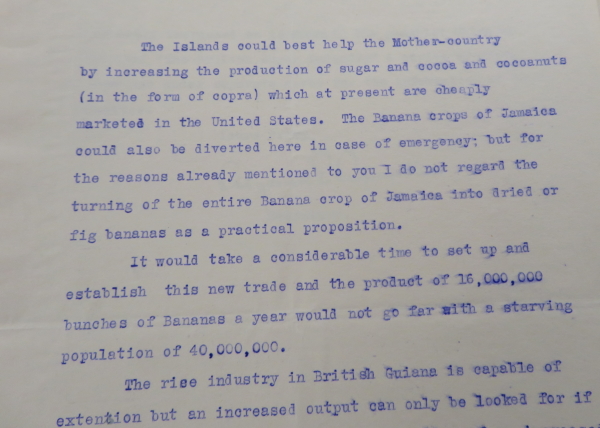 The Islands could best help the Mother-country
by increasing the production of sugar and cocoa and cocoanuts
(in the form of copra) which at present are cheaply
marketed in the United States. The Banana crops of Jamaica
could also be diverted here in case of emergency; but for
the reasons already mentioned to you I do not regard the
turning of the entire Banana crop of Jamaica into dried or
fig bananas as a practical proposition.
It would take a considerable time to set up and
establish this new trade and the product of 16,000,000
bunches of Bananas a year would not go far with a starving
population of 40,000,000.
The rise industry in British Guiana is capable of
extention but an increased output can only be looked for if